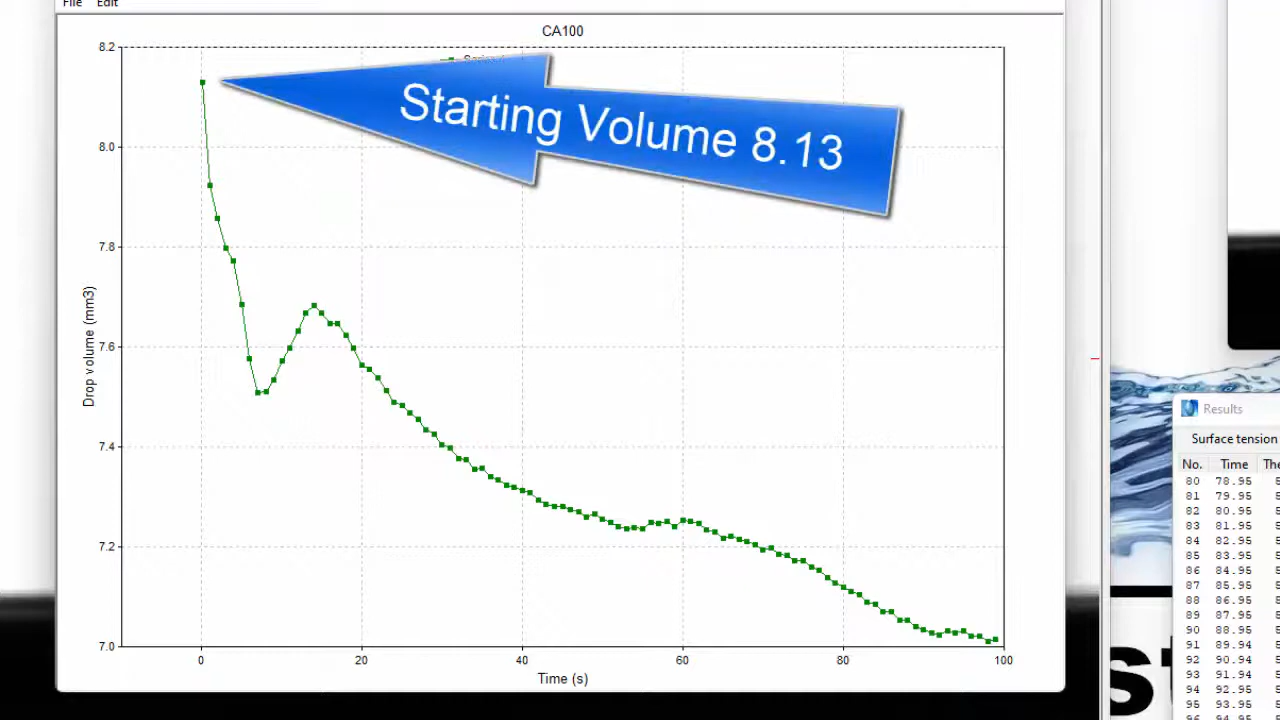 File Edit
CA100
8.2
Starting Volume 8.13
8.0
7.8
7.6
7.4
7.2
7.0
Drop volume (mm3)
0 20 40 60 80 100
Time (s)
Results
Surface tension
No. Time
80 78.95
81 79.95
82 80.95
83 81.95
84 82.95
85 83.95
86 84.95
87 85.95
88 86.95
89 87.95
90 88.95
91 89.94
92 90.94
93 91.94
94 92.95
95 93.95
st